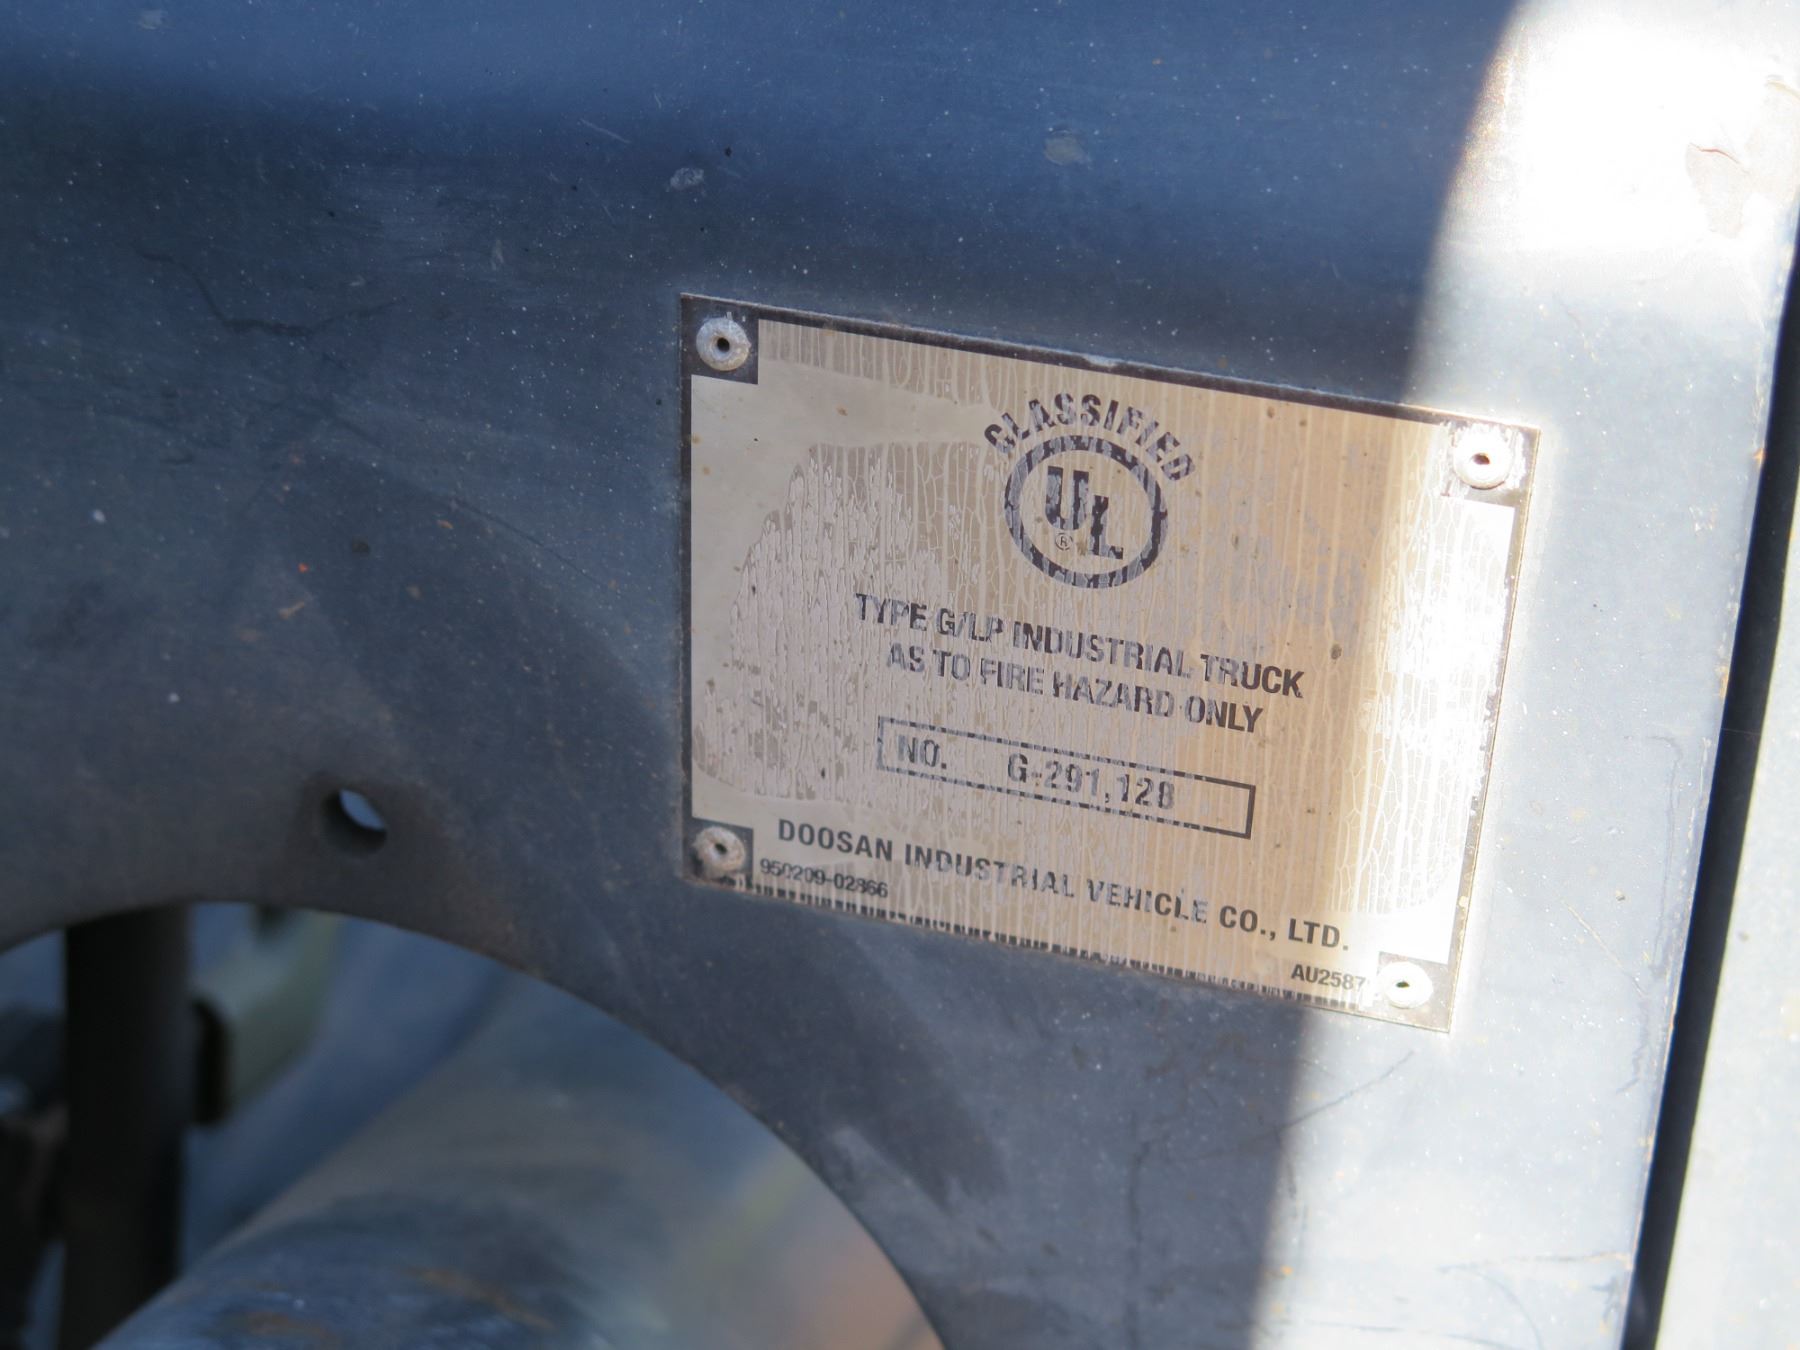 CLASSIFIED
UL
®
TYPE G/LP INDUSTRIAL TRUCK
AS TO FIRE HAZARD ONLY
NO. G-291,128
DOOSAN INDUSTRIAL VEHICLE CO., LTD.
950209-02866